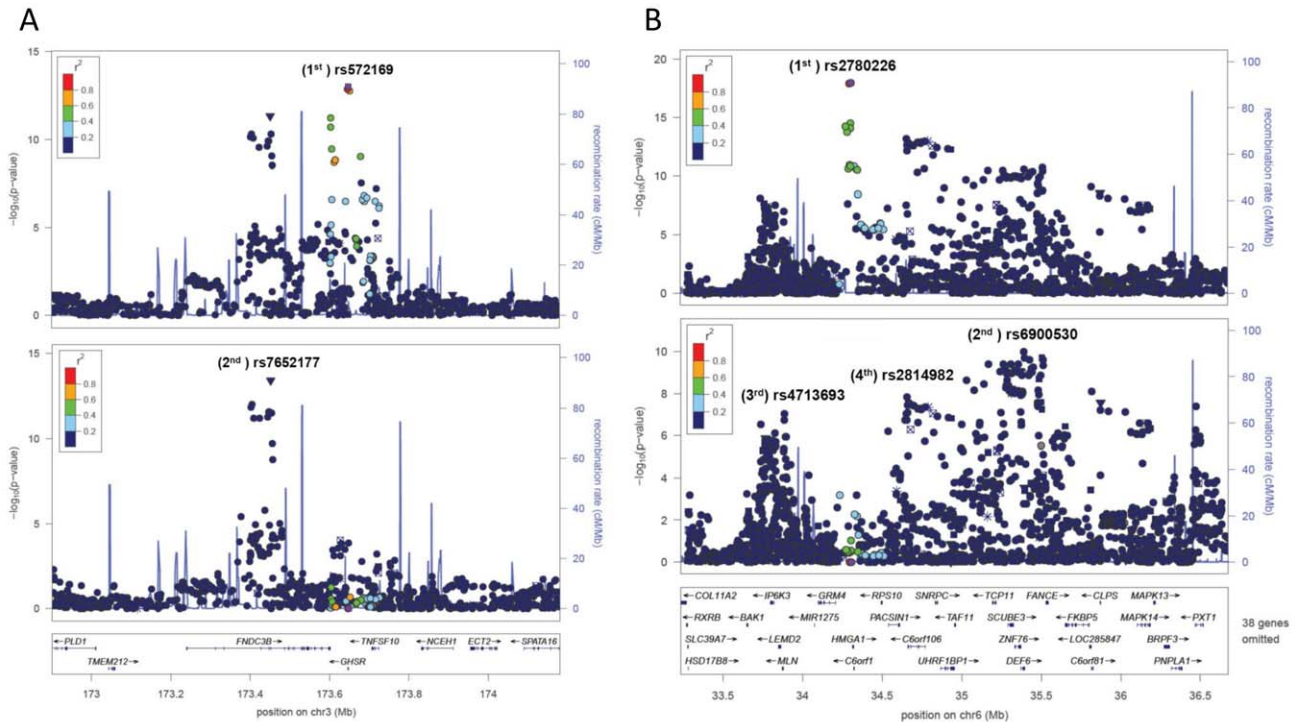 A
B
15
10
5
0
−log10(p−value)
r2
0.8
0.6
0.4
0.2
(1st ) rs572169
100
80
60
40
20
0
recombination rate (cM/Mb)
15
10
5
0
−log10(p−value)
r2
0.8
0.6
0.4
0.2
(2nd ) rs7652177
100
80
60
40
20
0
recombination rate (cM/Mb)
←PLD1 FNDC3B→ ←TNFSF10 ←NCEH1 ECT2→ ←SPATA16
TMEM212→ ←GHSR
173 173.2 173.4 173.6 173.8 174
position on chr3 (Mb)
20
15
10
5
0
−log10(p−value)
r2
0.8
0.6
0.4
0.2
(1st ) rs2780226
100
80
60
40
20
0
recombination rate (cM/Mb)
10
8
6
4
2
0
−log10(p−value)
r2
0.8
0.6
0.4
0.2
(2nd ) rs6900530
(4th) rs2814982
(3rd) rs4713693
100
80
60
40
20
0
recombination rate (cM/Mb)
←COL11A2 ←IP6K3 ←GRM4 ←RPS10 SNRPC→ ←TCP11 FANCE→ ←CLPS MAPK13→
←RXRB ←BAK1 ←MIR1275 PACSIN1→ ←TAF11 SCUBE3→ ←FKBP5 MAPK14→ ←PXT1
38 genes
omitted
SLC39A7→ ←LEMD2 HMGA1→ ←C6orf106 ZNF76→ ←LOC285847 BRPF3→
HSD17B8→ ←MLN ←C6orf1 UHRF1BP1→ DEF6→ ←C6orf81 PNPLA1→
33.5 34 34.5 35 35.5 36 36.5
position on chr6 (Mb)